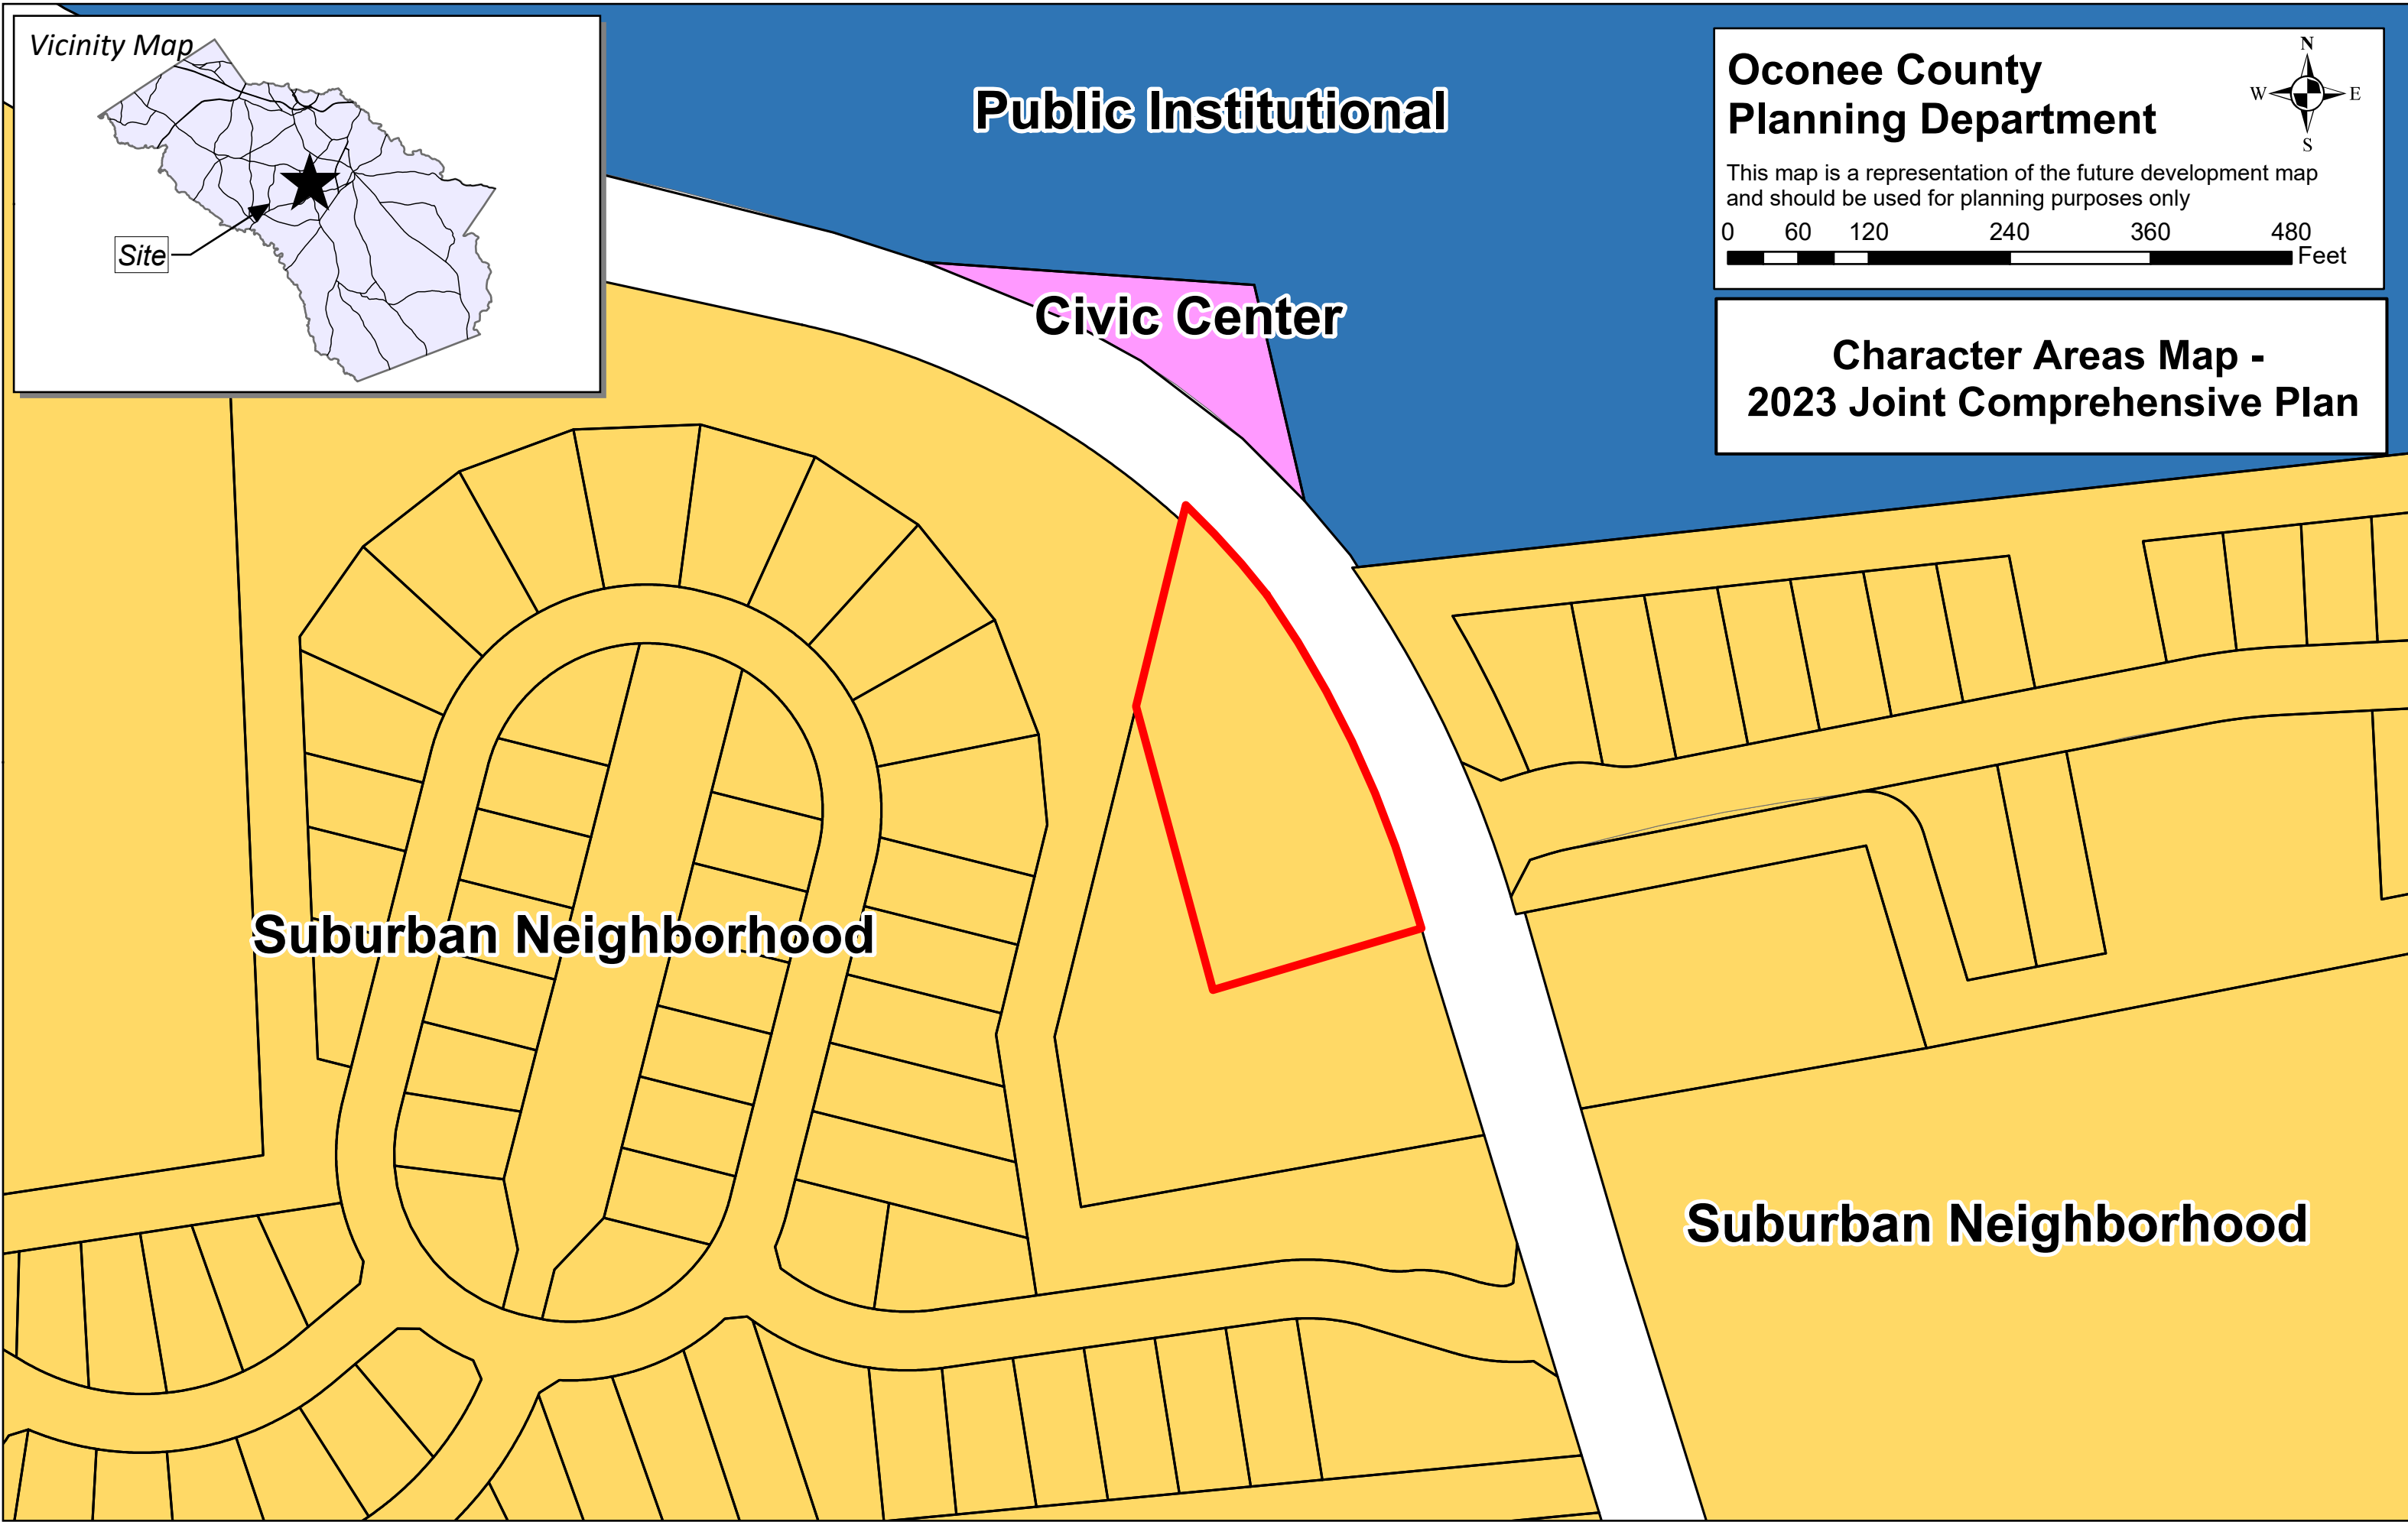 Vicinity Map
Site
Public Institutional
Civic Center
Oconee County
Planning Department
N
W E
S
This map is a representation of the future development map
and should be used for planning purposes only
0 60 120 240 360 480
Feet
Character Areas Map -
2023 Joint Comprehensive Plan
Suburban Neighborhood
Suburban Neighborhood